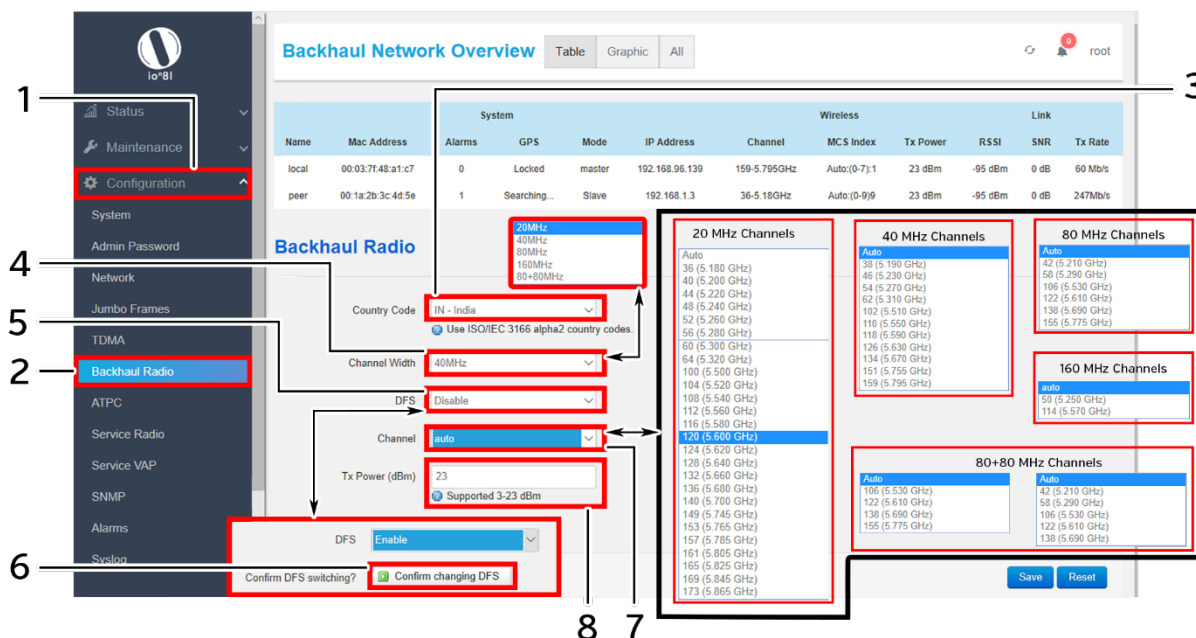 io^8I
Backhaul Network Overview
Table Graphic All
0
root
1
3
Status
Maintenance
Configuration
System
Admin Password
Network
Jumbo Frames
TDMA
2
Backhaul Radio
ATPC
Service Radio
Service VAP
SNMP
Alarms
Syslog
System Wireless Link
Name Mac Address Alarms GPS Mode IP Address Channel MCS Index Tx Power RSSI SNR Tx Rate
local 00:03:7f:48:a1:c7 0 Locked master 192.168.96.139 159-5.795GHz Auto:(0-7):1 23 dBm -95 dBm 0 dB 60 Mb/s
peer 00:1a:2b:3c:4d:5e 1 Searching... Slave 192.168.1.3 36-5.18GHz Auto:(0-9)9 23 dBm -95 dBm 0 dB 247Mb/s
Backhaul Radio
20MHz
40MHz
80MHz
160MHz
80+80MHz
4
5
Country Code IN - India
Use ISO/IEC 3166 alpha2 country codes.
Channel Width 40MHz
DFS Disable
Channel auto
Tx Power (dBm) 23
Supported 3-23 dBm
DFS Enable
6
Confirm DFS switching? Confirm changing DFS
8 7
20 MHz Channels
Auto
36 (5.180 GHz)
40 (5.200 GHz)
44 (5.220 GHz)
48 (5.240 GHz)
52 (5.260 GHz)
56 (5.280 GHz)
60 (5.300 GHz)
64 (5.320 GHz)
100 (5.500 GHz)
104 (5.520 GHz)
108 (5.540 GHz)
112 (5.560 GHz)
116 (5.580 GHz)
120 (5.600 GHz)
124 (5.620 GHz)
128 (5.640 GHz)
132 (5.660 GHz)
136 (5.680 GHz)
140 (5.700 GHz)
149 (5.745 GHz)
153 (5.765 GHz)
157 (5.785 GHz)
161 (5.805 GHz)
165 (5.825 GHz)
169 (5.845 GHz)
173 (5.865 GHz)
40 MHz Channels
Auto
38 (5.190 GHz)
46 (5.230 GHz)
54 (5.270 GHz)
62 (5.310 GHz)
102 (5.510 GHz)
110 (5.550 GHz)
118 (5.590 GHz)
126 (5.630 GHz)
134 (5.670 GHz)
151 (5.755 GHz)
159 (5.795 GHz)
80 MHz Channels
Auto
42 (5.210 GHz)
58 (5.290 GHz)
106 (5.530 GHz)
122 (5.610 GHz)
138 (5.690 GHz)
155 (5.775 GHz)
160 MHz Channels
auto
50 (5.250 GHz)
114 (5.570 GHz)
80+80 MHz Channels
Auto
106 (5.530 GHz)
122 (5.610 GHz)
138 (5.690 GHz)
155 (5.775 GHz)
Auto
42 (5.210 GHz)
58 (5.290 GHz)
106 (5.530 GHz)
122 (5.610 GHz)
138 (5.690 GHz)
Save Reset